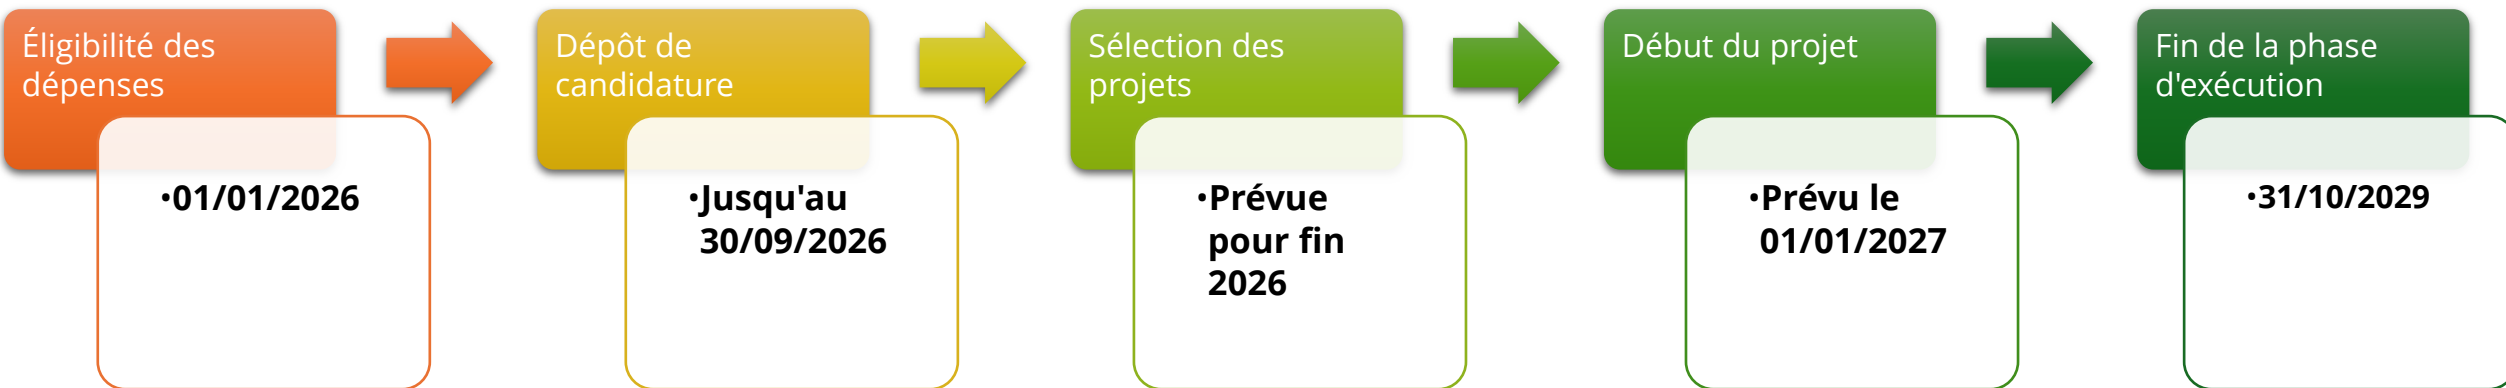 Éligibilité des
dépenses
•01/01/2026
Dépôt de
candidature
•Jusqu'au
30/09/2026
Sélection des
projets
•Prévue
pour fin
2026
Début du projet
•Prévu le
01/01/2027
Fin de la phase
d'exécution
•31/10/2029